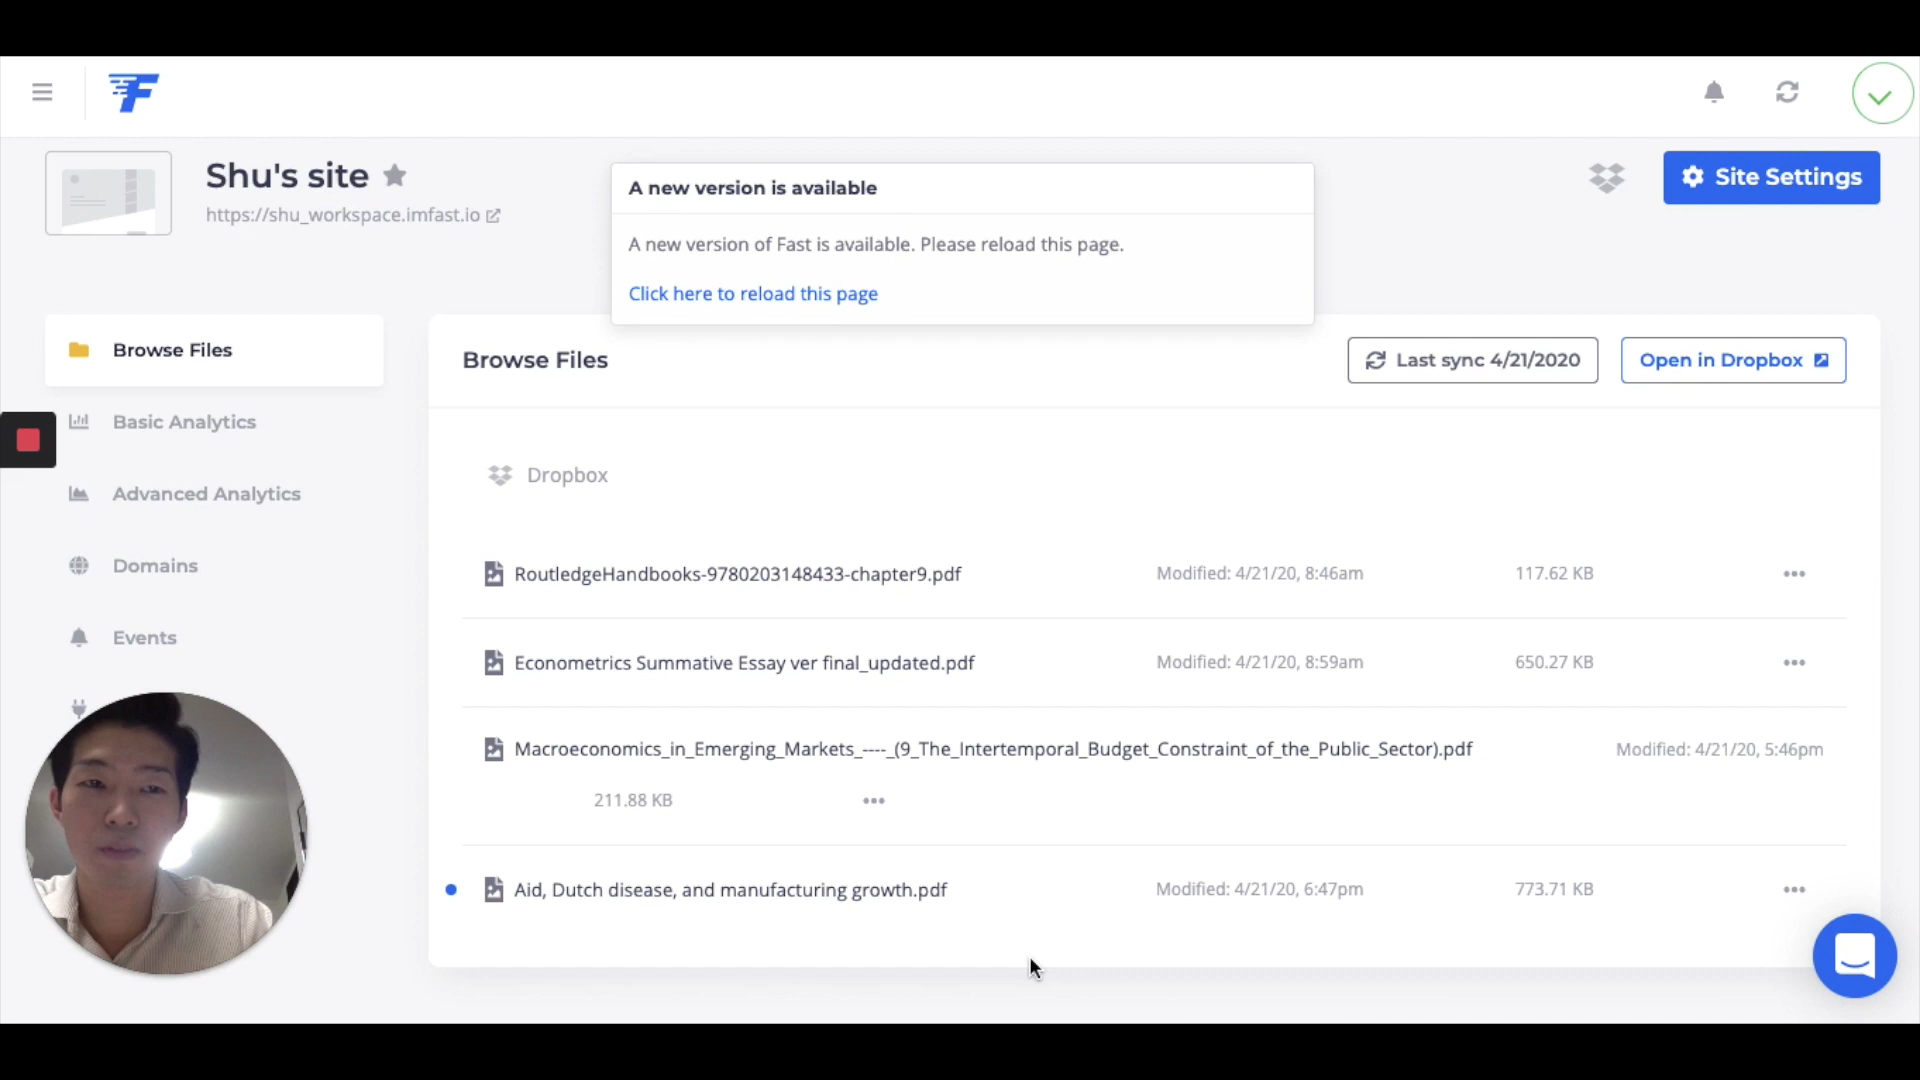 Shu's site
https://shu_workspace.imfast.io
A new version is available
A new version of Fast is available. Please reload this page.
Click here to reload this page
Site Settings
Browse Files
Basic Analytics
Advanced Analytics
Domains
Events
Browse Files
Last sync 4/21/2020
Open in Dropbox
Dropbox
RoutledgeHandbooks-9780203148433-chapter9.pdf Modified: 4/21/20, 8:46am 117.62 KB
Econometrics Summative Essay ver final_updated.pdf Modified: 4/21/20, 8:59am 650.27 KB
Macroeconomics_in_Emerging_Markets_----_(9_The_Intertemporal_Budget_Constraint_of_the_Public_Sector).pdf Modified: 4/21/20, 5:46pm
211.88 KB
Aid, Dutch disease, and manufacturing growth.pdf Modified: 4/21/20, 6:47pm 773.71 KB